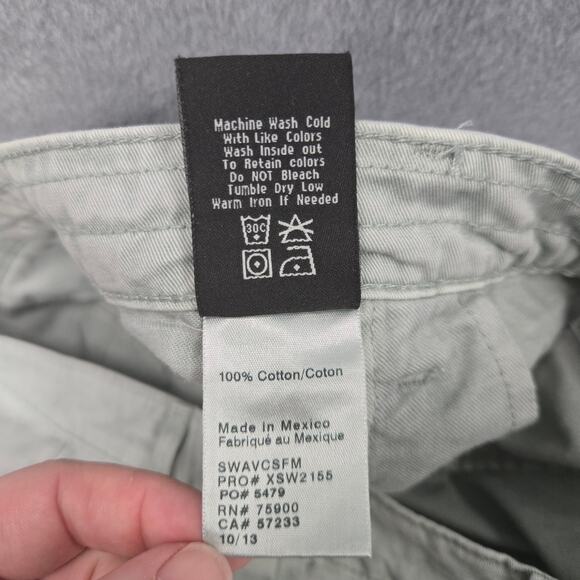 Machine Wash Cold
With Like Colors
Wash Inside out
To Retain colors
Do NOT Bleach
Tumble Dry Low
Warm Iron If Needed
30C
100% Cotton/Coton
Made in Mexico
Fabriqué au Mexique
SWAVCSFM
PRO# XSW2155
PO# 5479
RN# 75900
CA# 57233
10/13